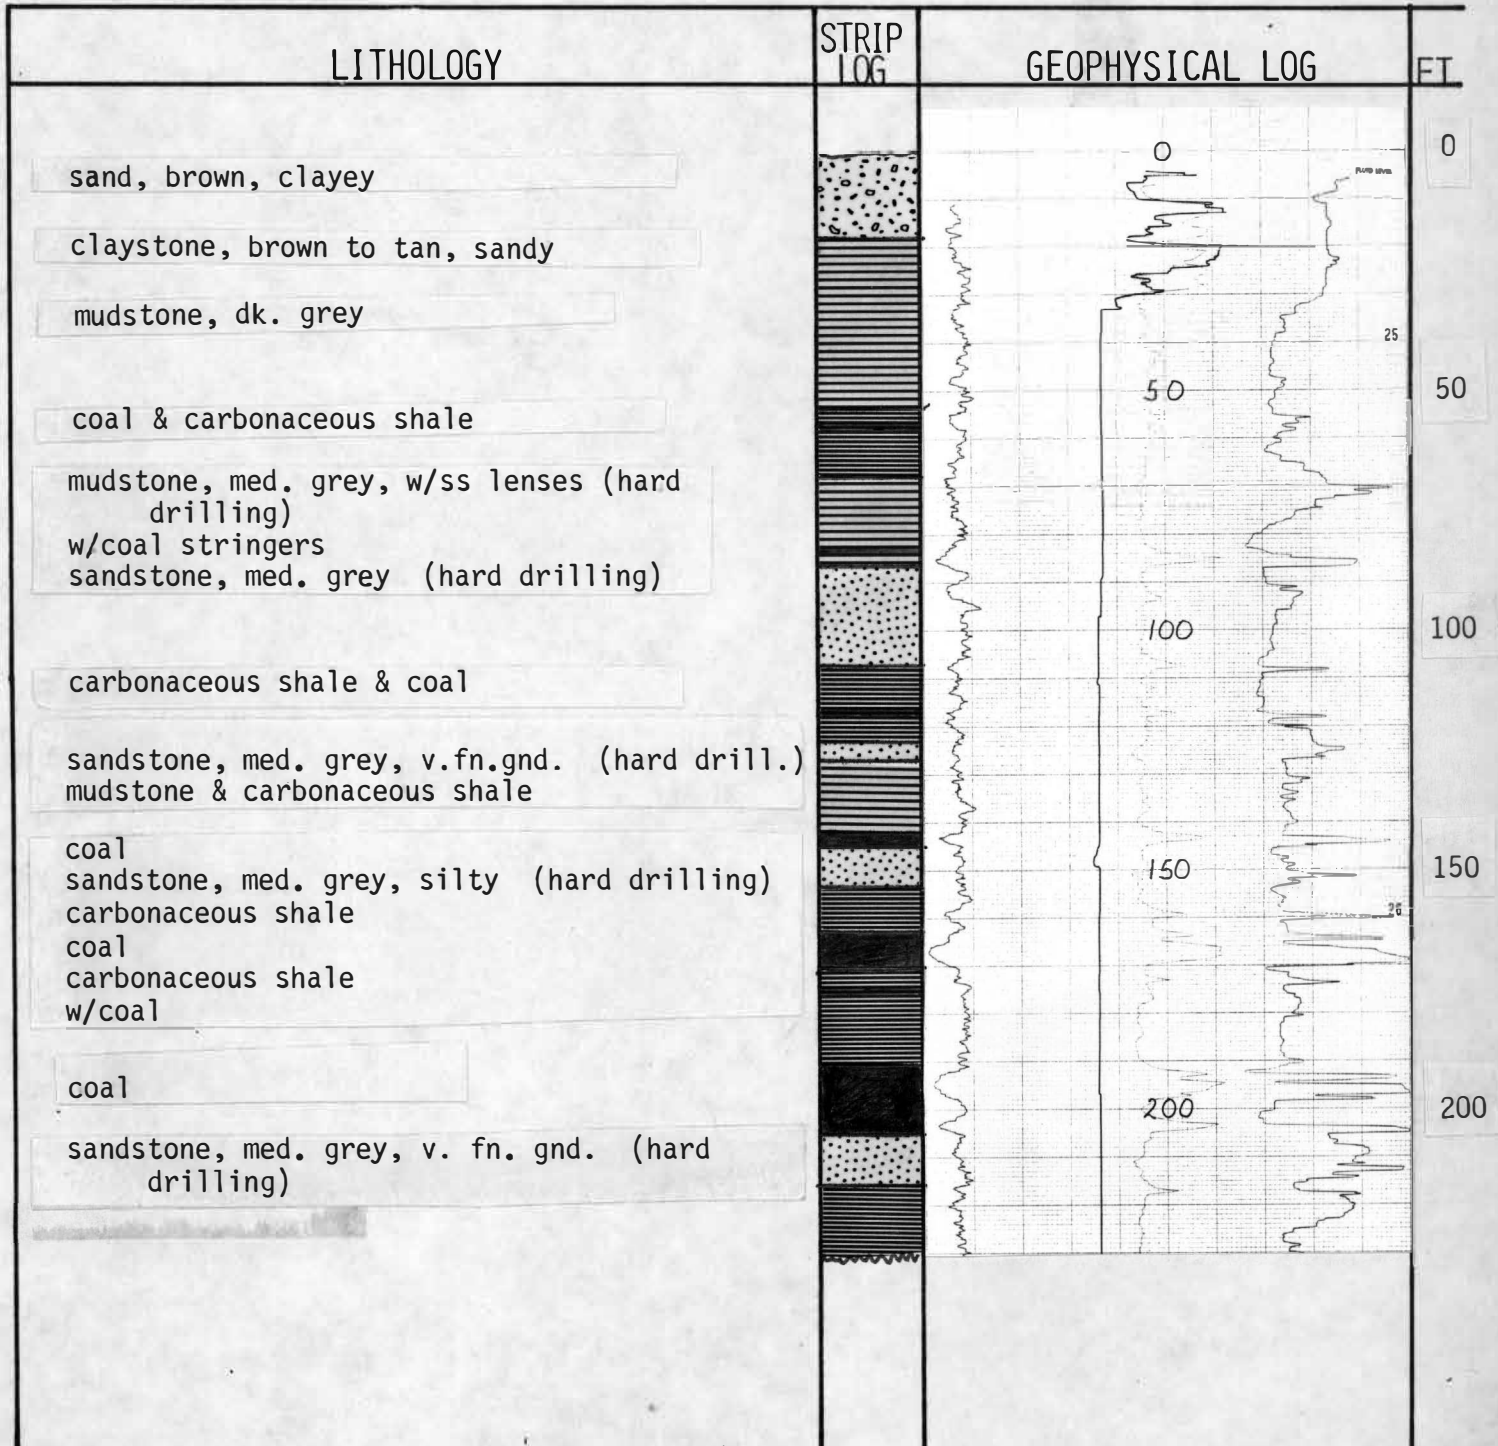 LITHOLOGY
STRIP LOG
GEOPHYSICAL LOG
FT
sand, brown, clayey
claystone, brown to tan, sandy
mudstone, dk. grey
coal & carbonaceous shale
mudstone, med. grey, w/ss lenses (hard
drilling)
w/coal stringers
sandstone, med. grey (hard drilling)
carbonaceous shale & coal
sandstone, med. grey, v.fn.gnd. (hard drill.)
mudstone & carbonaceous shale
coal
sandstone, med. grey, silty (hard drilling)
carbonaceous shale
coal
carbonaceous shale
w/coal
coal
sandstone, med. grey, v. fn. gnd. (hard
drilling)
0
FLUID LEVEL
25
50
100
150
26
200
0
50
100
150
200